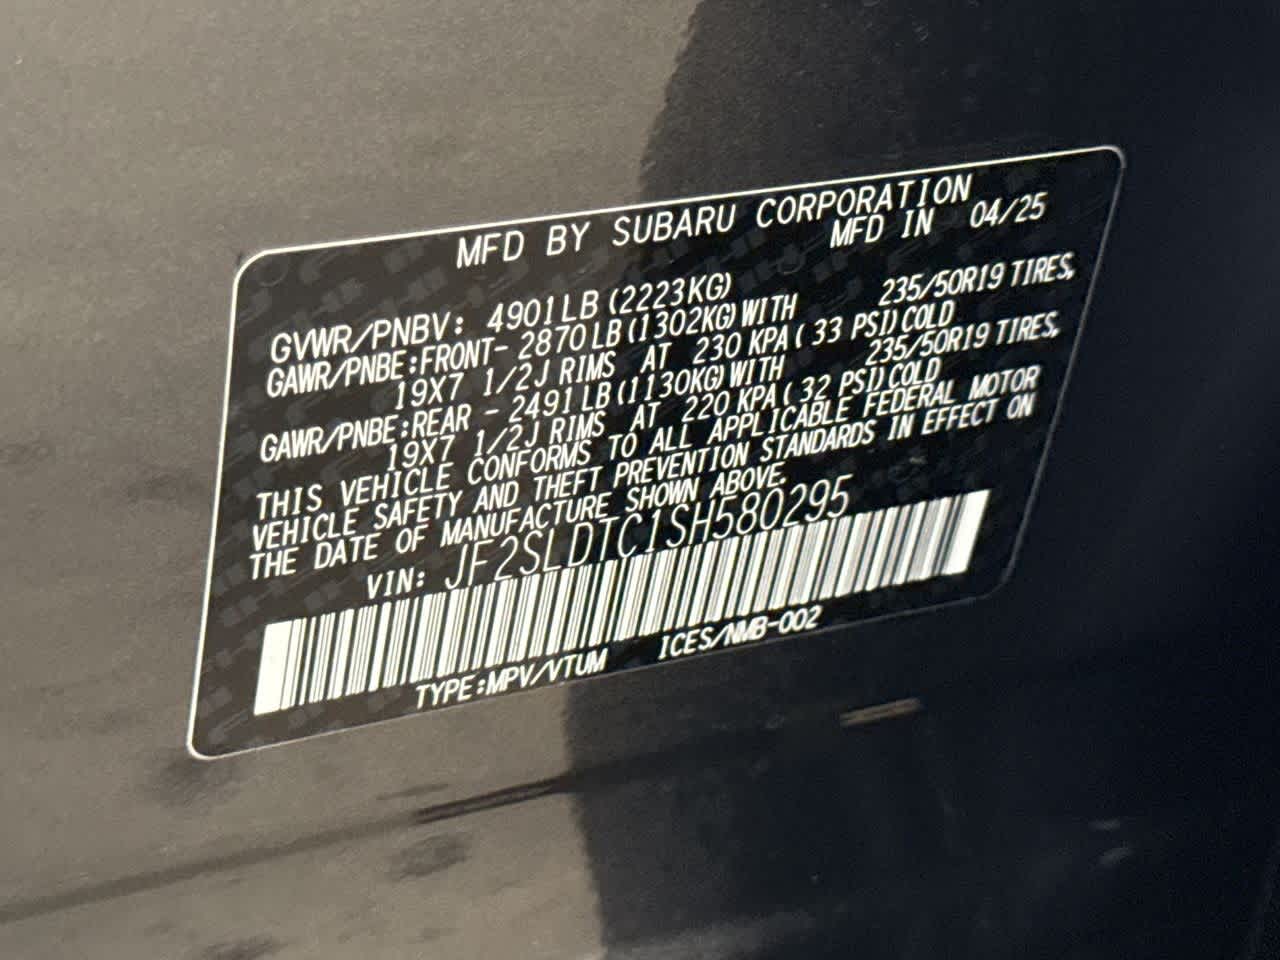 MFD BY SUBARU CORPORATION
MFD IN 04/25
GVWR/PNBV: 4901LB (2223KG)
GAWR/PNBE:FRONT- 2870LB(1302KG)WITH 235/50R19 TIRES,
19X7 1/2J RIMS AT 230 KPA( 33 PSI)COLD
GAWR/PNBE:REAR - 2491LB(1130KG)WITH 235/50R19 TIRES,
19X7 1/2J RIMS AT 220 KPA( 32 PSI)COLD
THIS VEHICLE CONFORMS TO ALL APPLICABLE FEDERAL MOTOR
VEHICLE SAFETY AND THEFT PREVENTION STANDARDS IN EFFECT ON
THE DATE OF MANUFACTURE SHOWN ABOVE.
VIN: JF2SLDTC1SH580295
TYPE:MPV/VTUM ICES/NMB-002